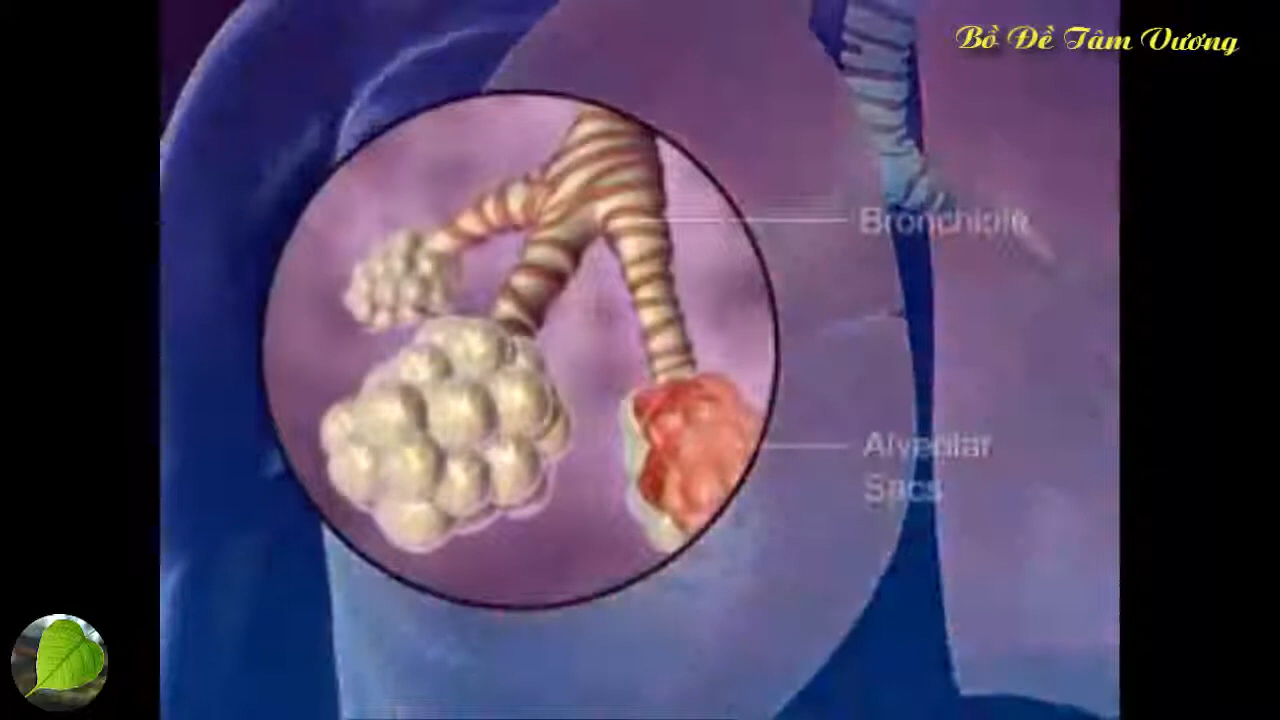 Bồ Đề Tâm Vương
Bronchiole
Alveolar
Sacs